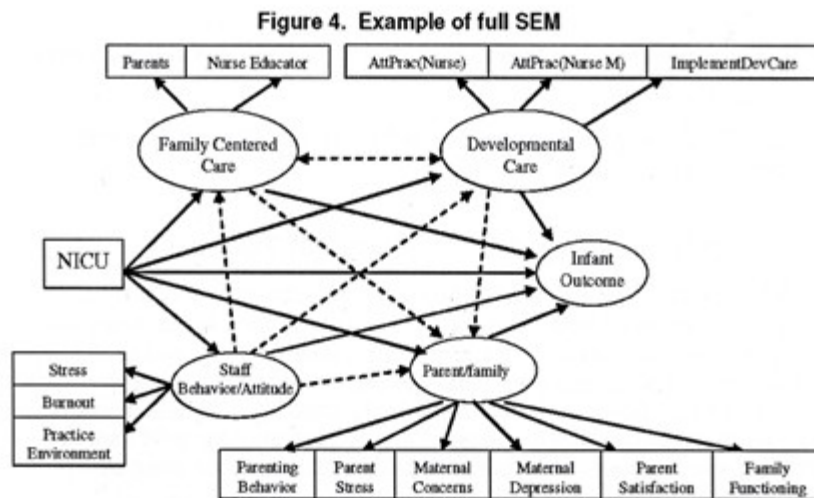 Figure 4. Example of full SEM
Parents
Nurse Educator
AttPrac(Nurse)
AttPrac(Nurse M)
ImplementDevCare
Family Centered
Care
Developmental
Care
NICU
Infant
Outcome
Stress
Burnout
Practice
Environment
Staff
Behavior/Attitude
Parent/family
Parenting
Behavior
Parent
Stress
Maternal
Concerns
Maternal
Depression
Parent
Satisfaction
Family
Functioning